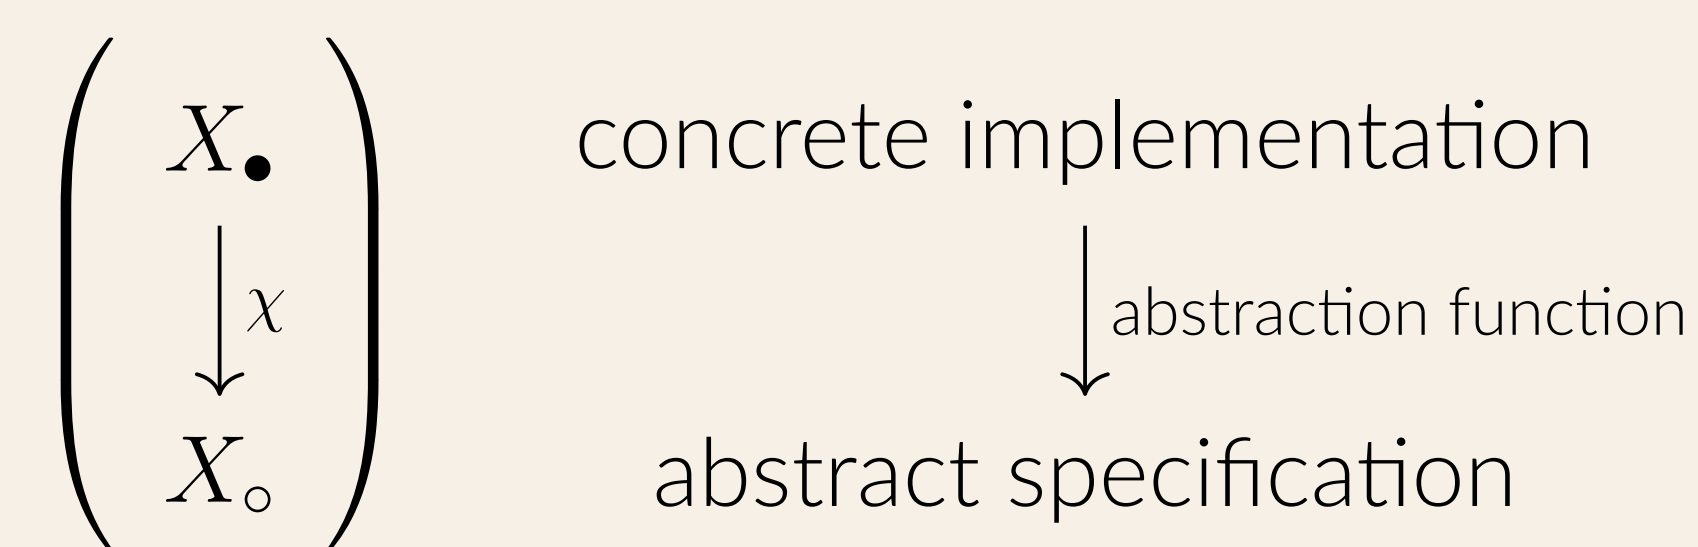 X● concrete implementation
χ abstraction function
X○ abstract specification